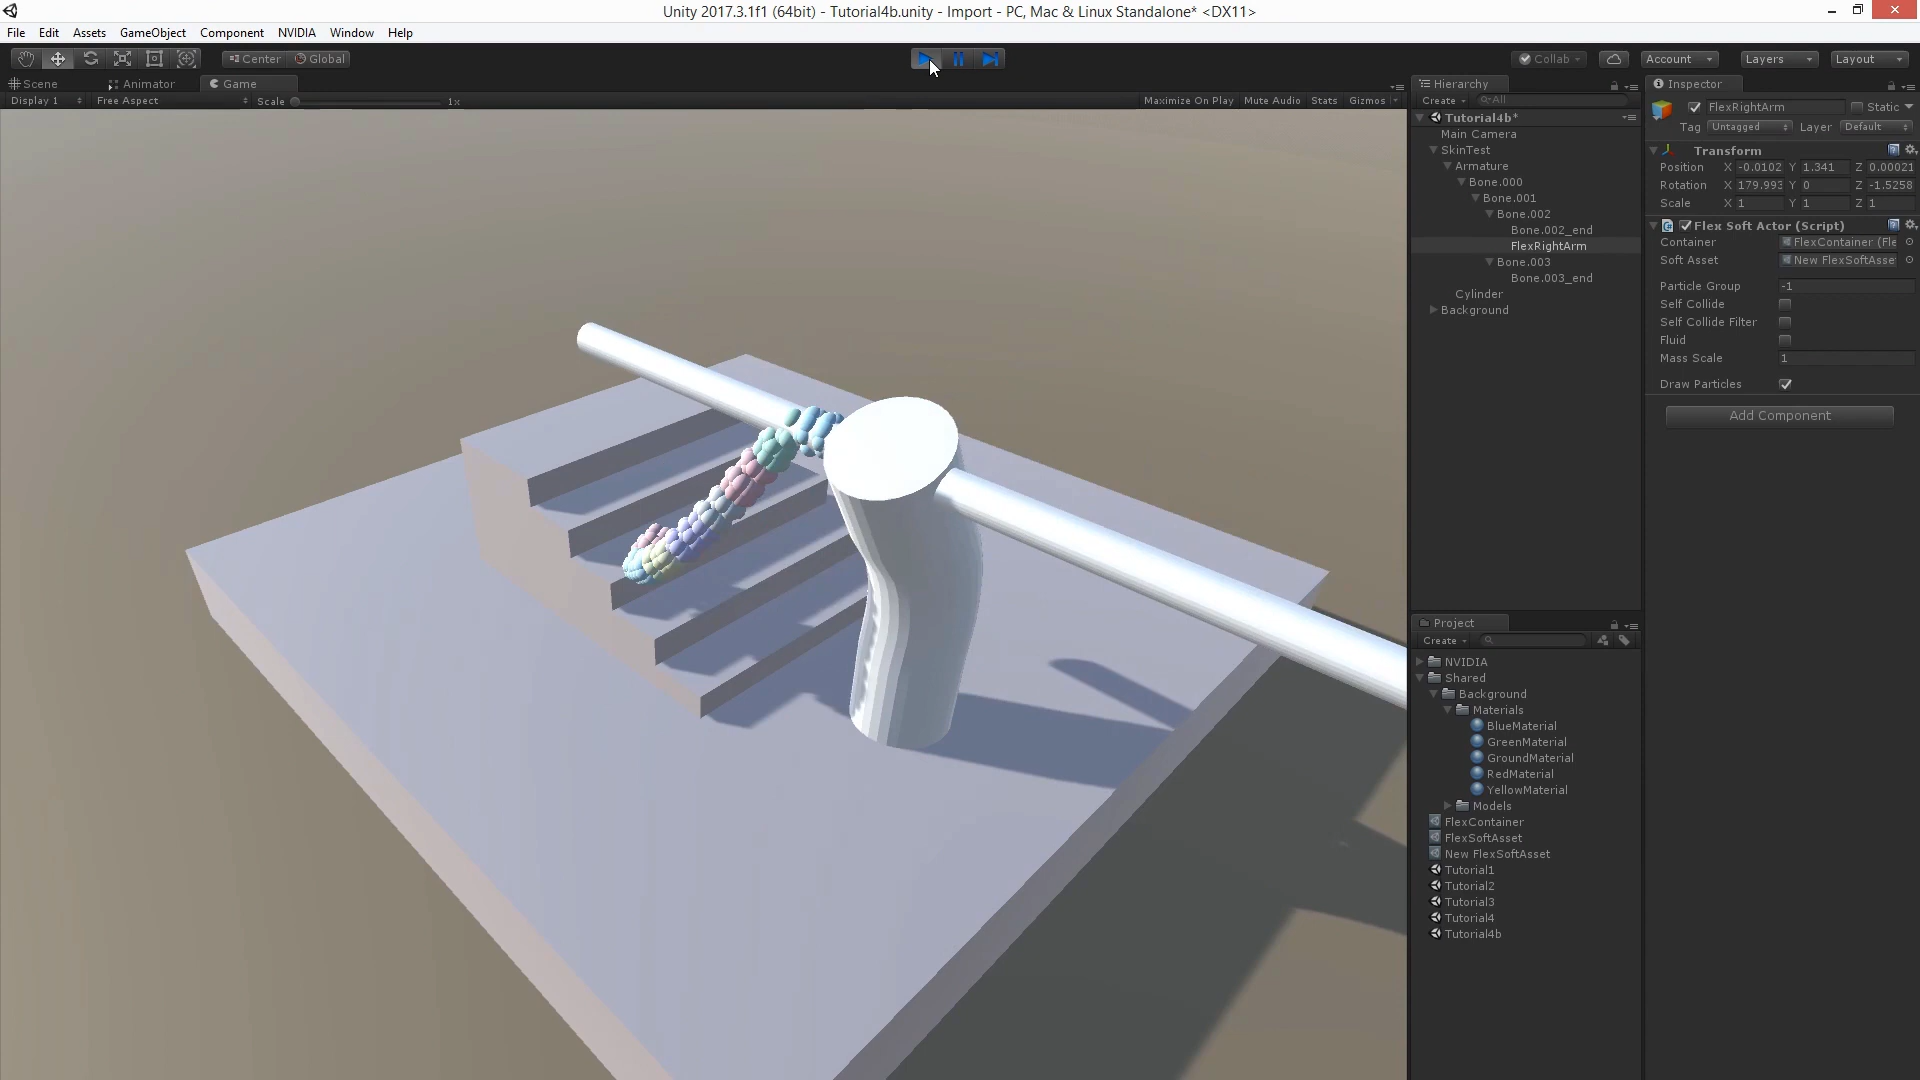 Unity 2017.3.1f1 (64bit) - Tutorial4b.unity - Import - PC, Mac & Linux Standalone* <DX11>
File Edit Assets GameObject Component NVIDIA Window Help
Center Global Collab Account Layers Layout
Scene Animator Game
Display 1 Free Aspect Scale 1x Maximize On Play Mute Audio Stats Gizmos
Hierarchy
Create All
Tutorial4b*
Main Camera
SkinTest
Armature
Bone.000
Bone.001
Bone.002
Bone.002_end
FlexRightArm
Bone.003
Bone.003_end
Cylinder
Background
Project
Create
NVIDIA
Shared
Background
Materials
BlueMaterial
GreenMaterial
GroundMaterial
RedMaterial
YellowMaterial
Models
FlexContainer
FlexSoftAsset
New FlexSoftAsset
Tutorial1
Tutorial2
Tutorial3
Tutorial4
Tutorial4b
Inspector
FlexRightArm Static
Tag Untagged Layer Default
Transform
Position X -0.0102 Y 1.341 Z 0.00021
Rotation X 179.993 Y 0 Z -1.5258
Scale X 1 Y 1 Z 1
Flex Soft Actor (Script)
Container FlexContainer (Fle
Soft Asset New FlexSoftAsse
Particle Group -1
Self Collide
Self Collide Filter
Fluid
Mass Scale 1
Draw Particles
Add Component